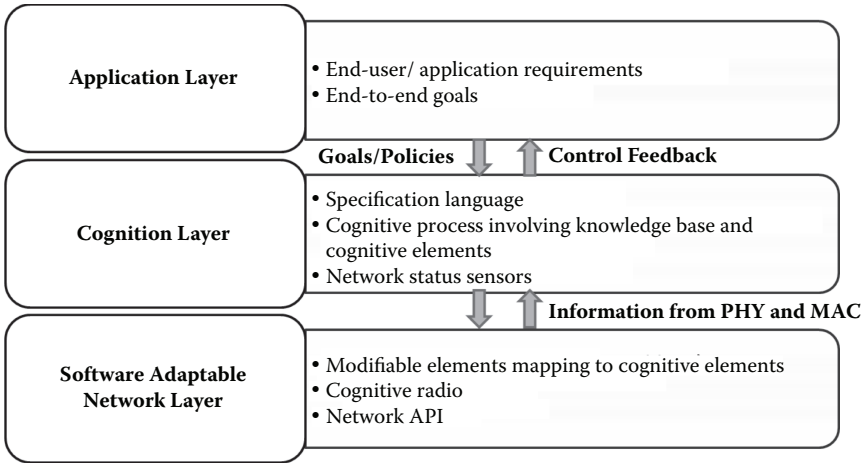 Application Layer
• End-user/ application requirements
• End-to-end goals
Goals/Policies
Control Feedback
Cognition Layer
• Specification language
• Cognitive process involving knowledge base and
cognitive elements
• Network status sensors
Information from PHY and MAC
Software Adaptable
Network Layer
• Modifiable elements mapping to cognitive elements
• Cognitive radio
• Network API